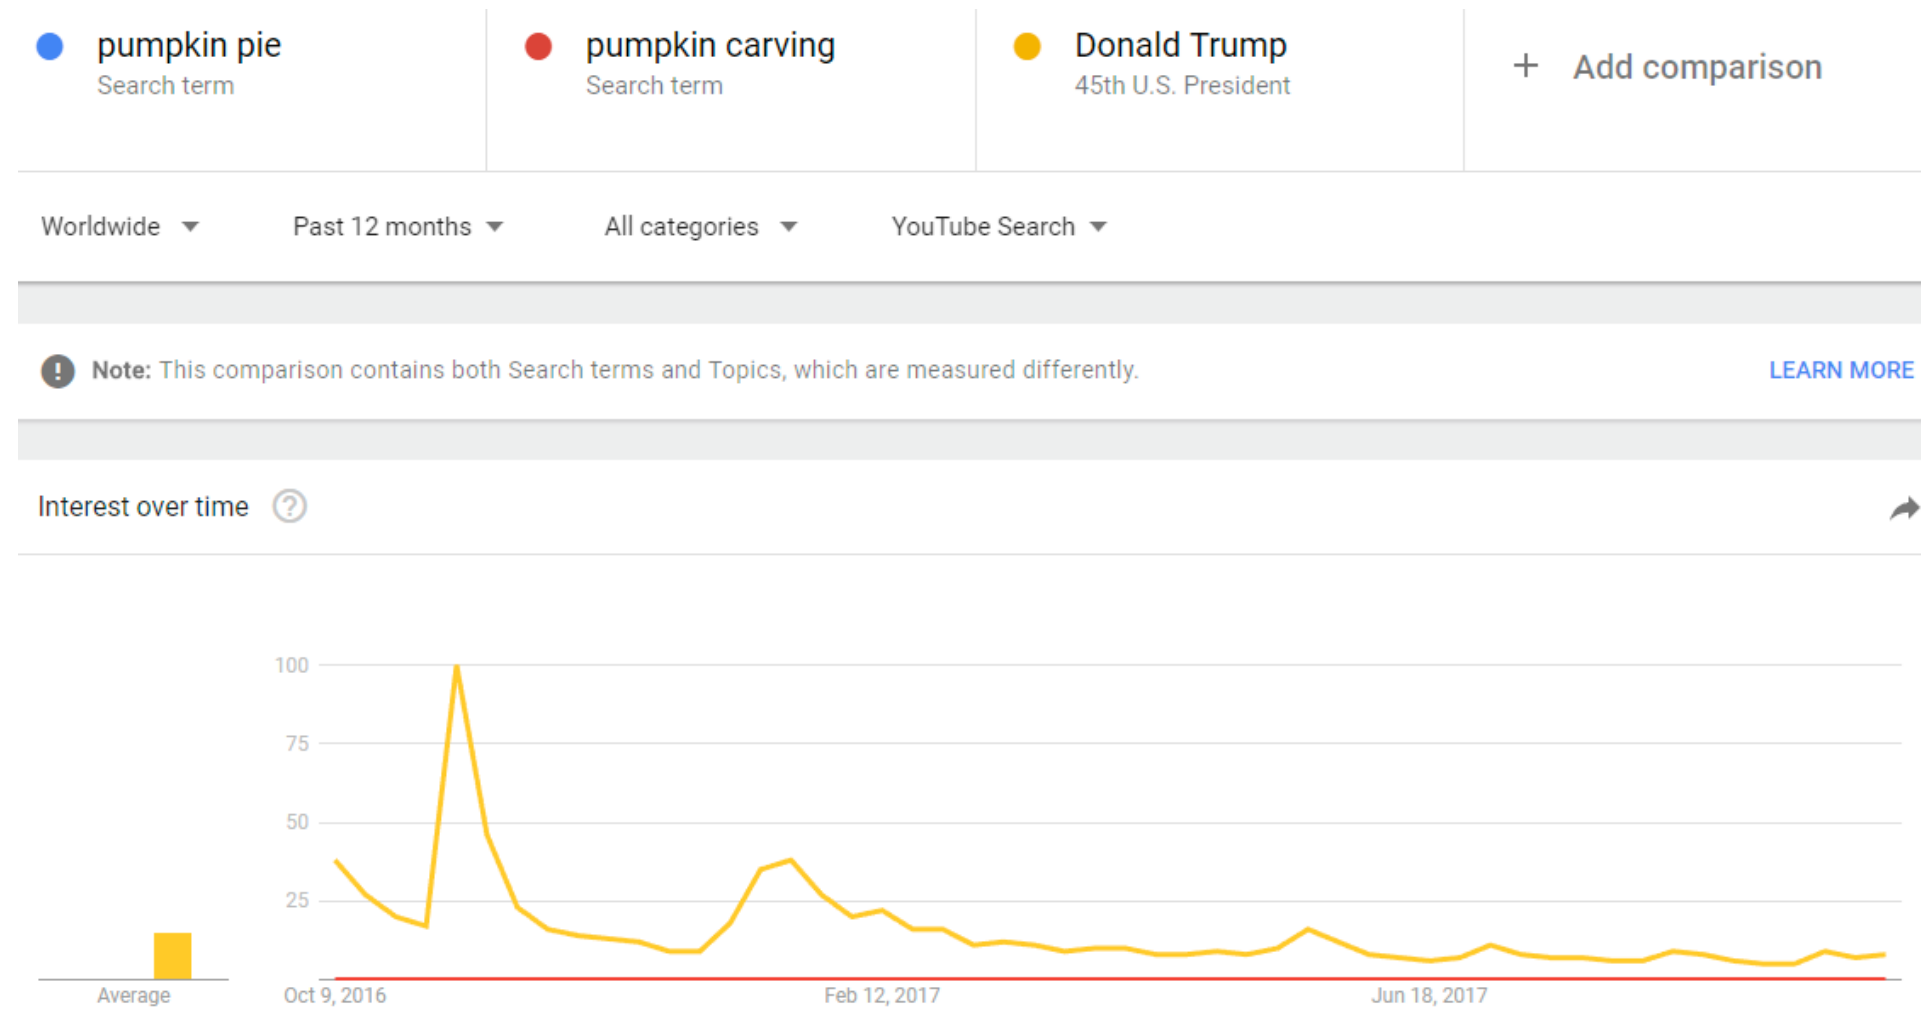 pumpkin pie
Search term
pumpkin carving
Search term
Donald Trump
45th U.S. President
+ Add comparison
Worldwide
Past 12 months
All categories
YouTube Search
Note: This comparison contains both Search terms and Topics, which are measured differently.
LEARN MORE
Interest over time
100
75
50
25
Average
Oct 9, 2016
Feb 12, 2017
Jun 18, 2017